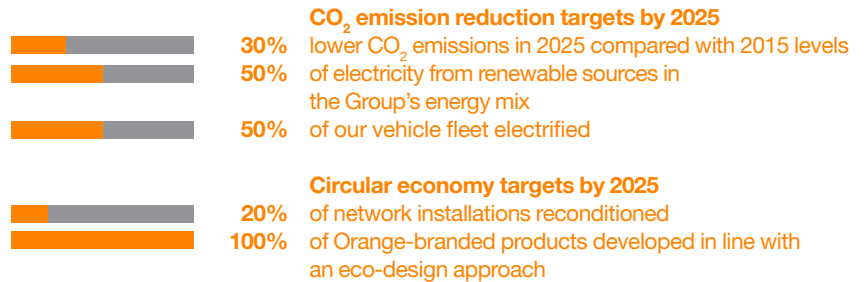 CO₂ emission reduction targets by 2025
30% lower CO₂ emissions in 2025 compared with 2015 levels
50% of electricity from renewable sources in
the Group’s energy mix
50% of our vehicle fleet electrified
Circular economy targets by 2025
20% of network installations reconditioned
100% of Orange-branded products developed in line with
an eco-design approach